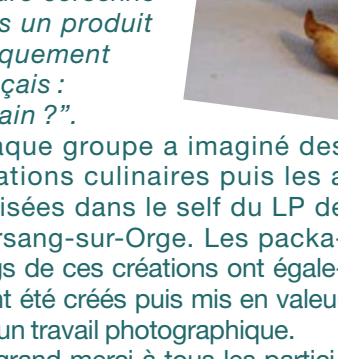 s un produit
quement
çais :
ain ?”.
aque groupe a imaginé des
ations culinaires puis les a
isées dans le self du LP de
rsang-sur-Orge. Les packa-
gs de ces créations ont égale-
nt été créés puis mis en valeu
un travail photographique.
grand merci à tous les partici-